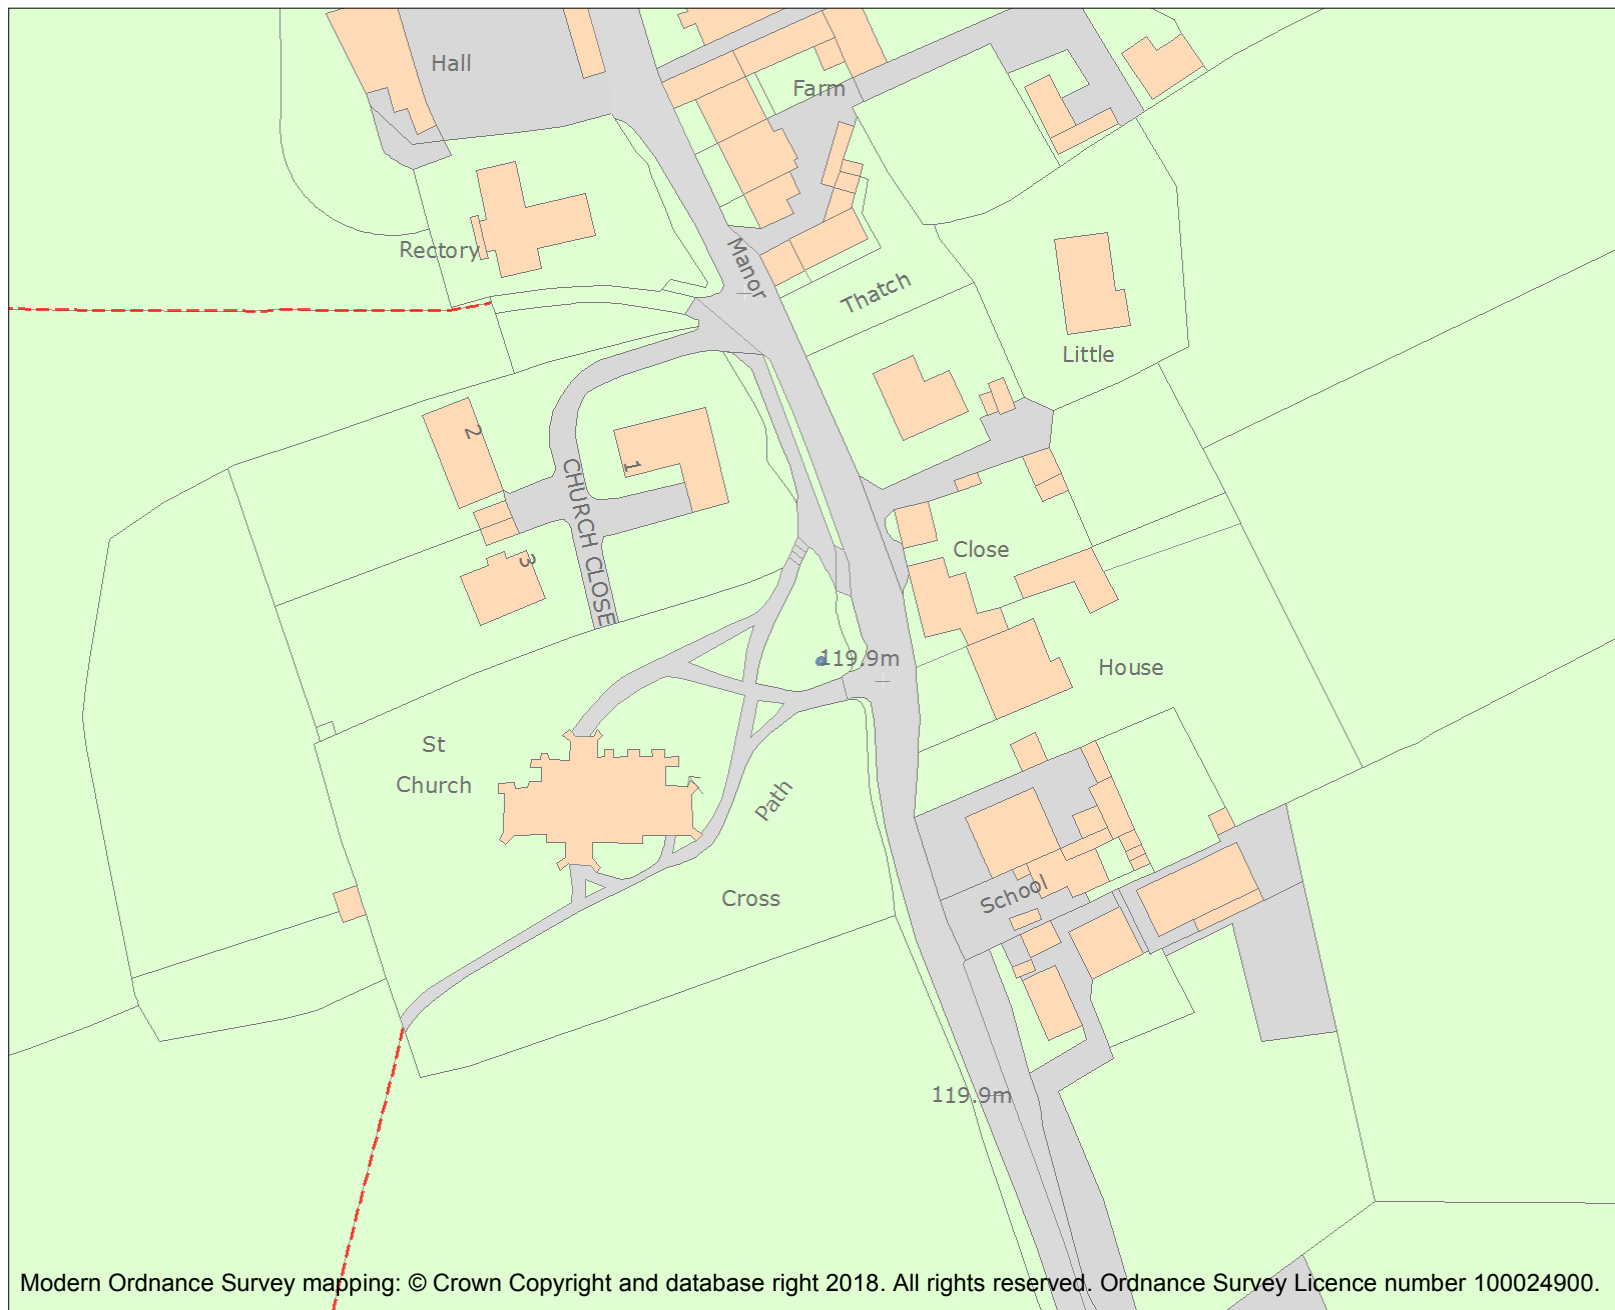 Hall
Farm
Rectory
Manor
Thatch
Little
2
1
CHURCH CLOSE
3
Close
119.9m
House
St
Church
Path
School
Cross
119.9m
Modern Ordnance Survey mapping: © Crown Copyright and database right 2018. All rights reserved. Ordnance Survey Licence number 100024900.